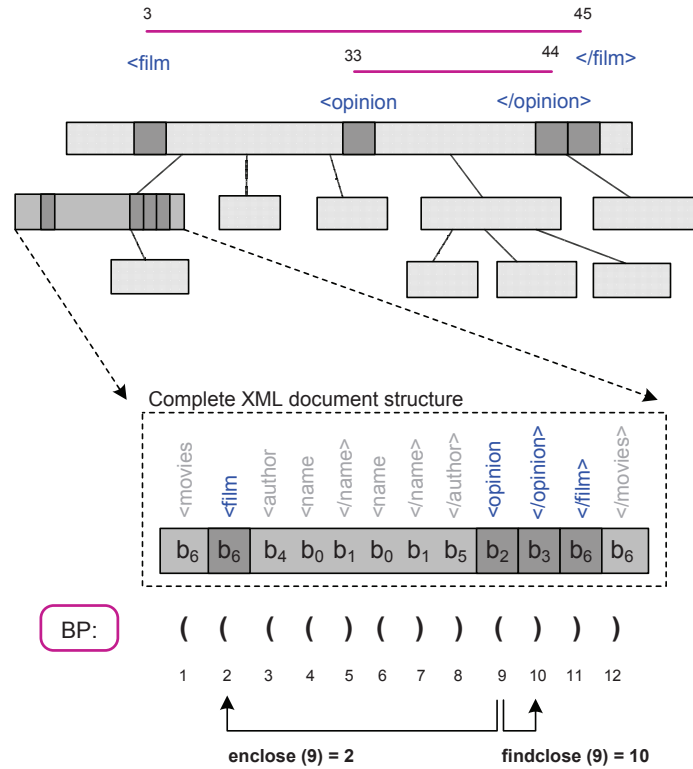 3 45
<film 33 44 </film>
<opinion </opinion>
Complete XML document structure
<movies <film <author <name </name> <name </name> </author> <opinion </opinion> </film> </movies>
b6 b6 b4 b0 b1 b0 b1 b5 b2 b3 b6 b6
BP: ( ( ( ( ) ( ) ) ( ) ) )
1 2 3 4 5 6 7 8 9 10 11 12
enclose (9) = 2 findclose (9) = 10